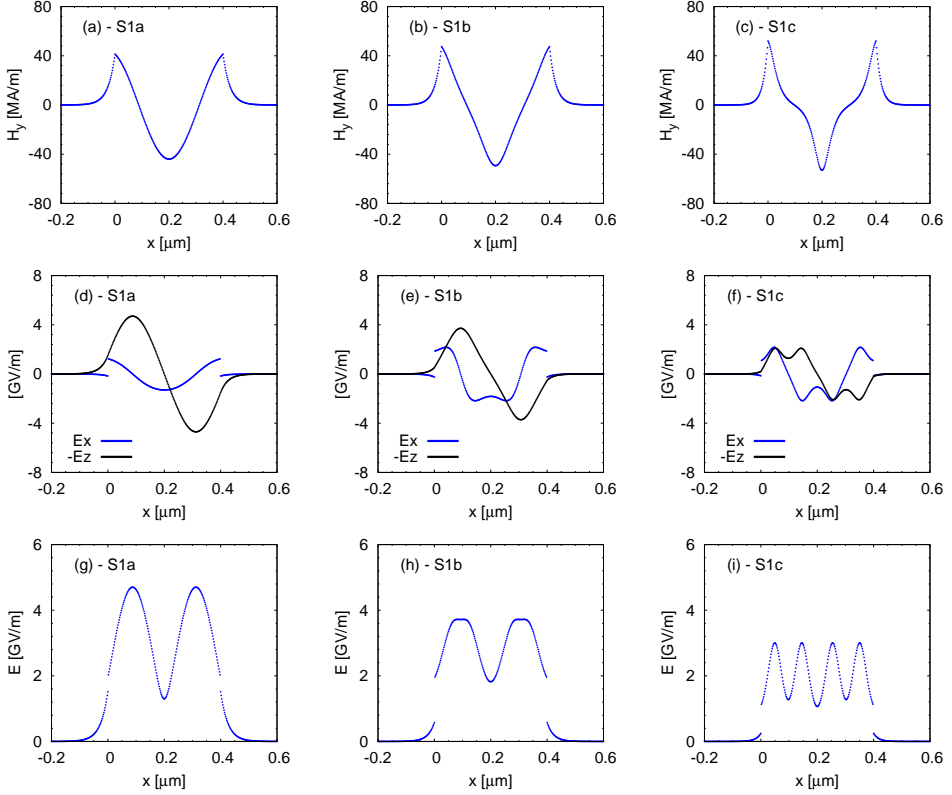 (a) - S1a
(b) - S1b
(c) - S1c
80
40
0
-40
-80
H_y [MA/m]
-0.2 0 0.2 0.4 0.6
x [μm]
80
40
0
-40
-80
H_y [MA/m]
-0.2 0 0.2 0.4 0.6
x [μm]
80
40
0
-40
-80
H_y [MA/m]
-0.2 0 0.2 0.4 0.6
x [μm]
(d) - S1a
(e) - S1b
(f) - S1c
8
4
0
-4
-8
[GV/m]
Ex
-Ez
-0.2 0 0.2 0.4 0.6
x [μm]
8
4
0
-4
-8
[GV/m]
Ex
-Ez
-0.2 0 0.2 0.4 0.6
x [μm]
8
4
0
-4
-8
[GV/m]
Ex
-Ez
-0.2 0 0.2 0.4 0.6
x [μm]
(g) - S1a
(h) - S1b
(i) - S1c
6
4
2
0
E [GV/m]
-0.2 0 0.2 0.4 0.6
x [μm]
6
4
2
0
E [GV/m]
-0.2 0 0.2 0.4 0.6
x [μm]
6
4
2
0
E [GV/m]
-0.2 0 0.2 0.4 0.6
x [μm]